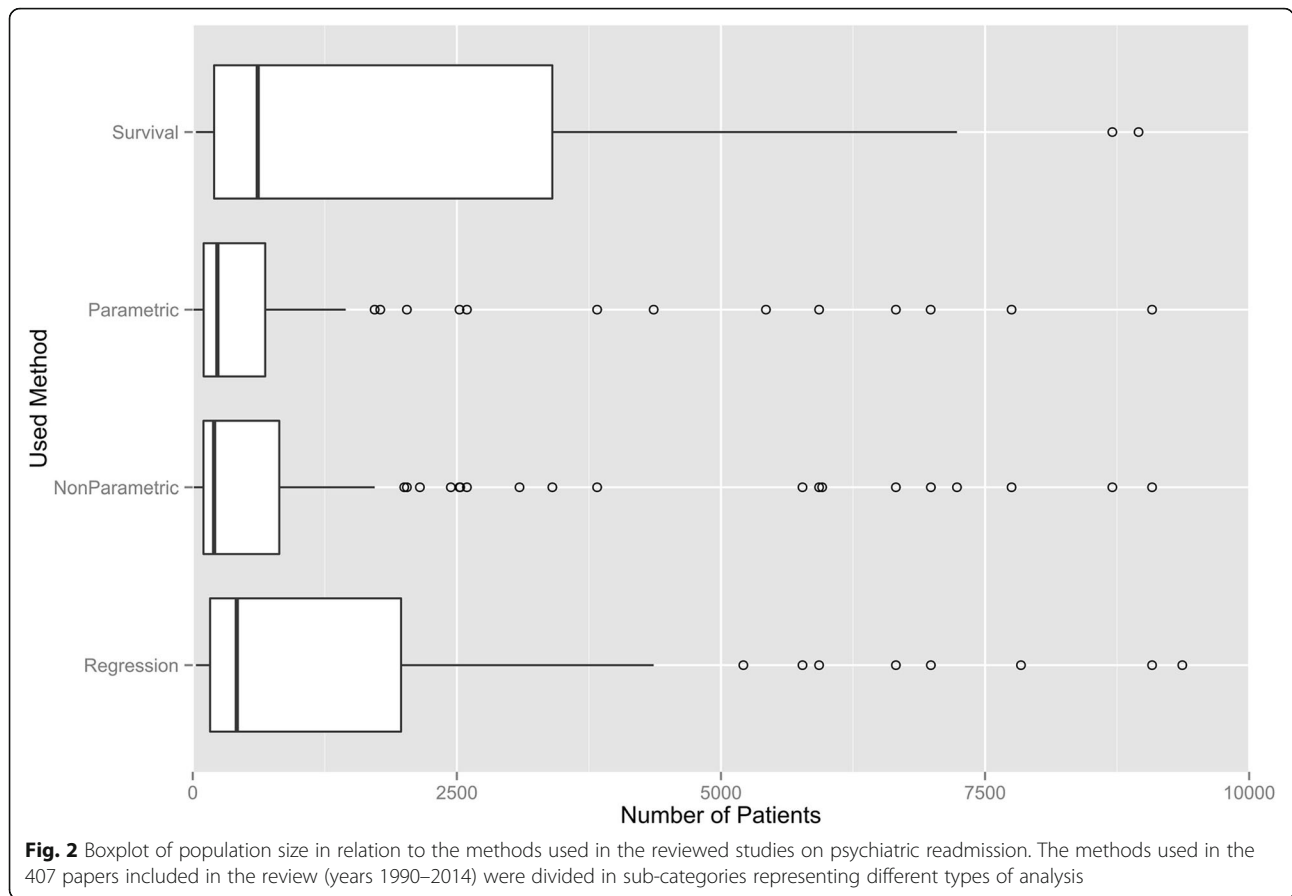 Survival
Parametric
NonParametric
Regression
Used Method
0 2500 5000 7500 10000
Number of Patients
Fig. 2 Boxplot of population size in relation to the methods used in the reviewed studies on psychiatric readmission. The methods used in the
407 papers included in the review (years 1990–2014) were divided in sub-categories representing different types of analysis